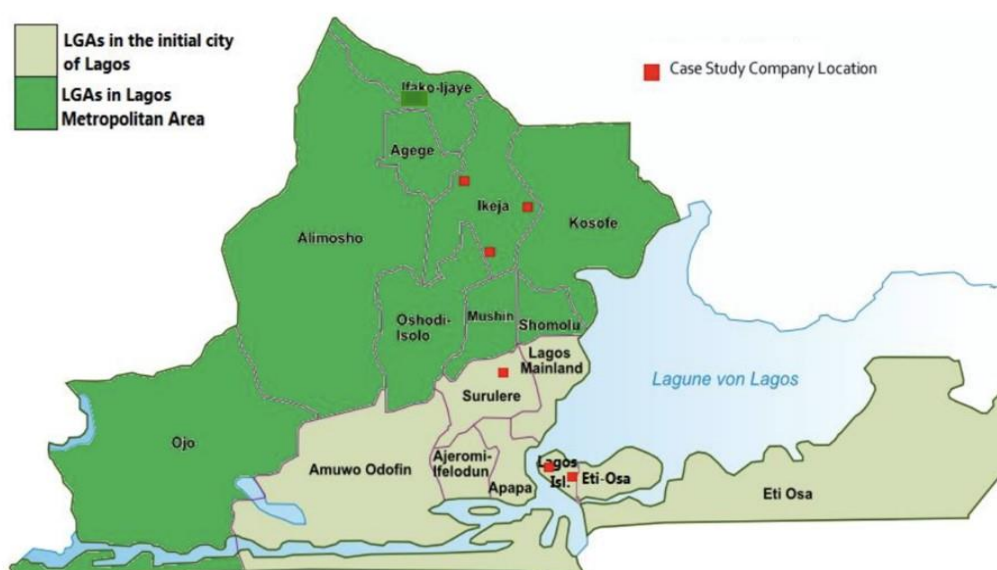 LGAs in the initial city
of Lagos
LGAs in Lagos
Metropolitan Area
Case Study Company Location
Ifako-Ijaye
Agege
Ikeja
Kosofe
Alimosho
Oshodi-
Isolo
Mushin
Shomolu
Lagos
Mainland
Lagune von Lagos
Surulere
Ojo
Amuwo Odofin
Ajeromi-
Ifelodun
Apapa
Lagos
Isl.
Eti-Osa
Eti Osa